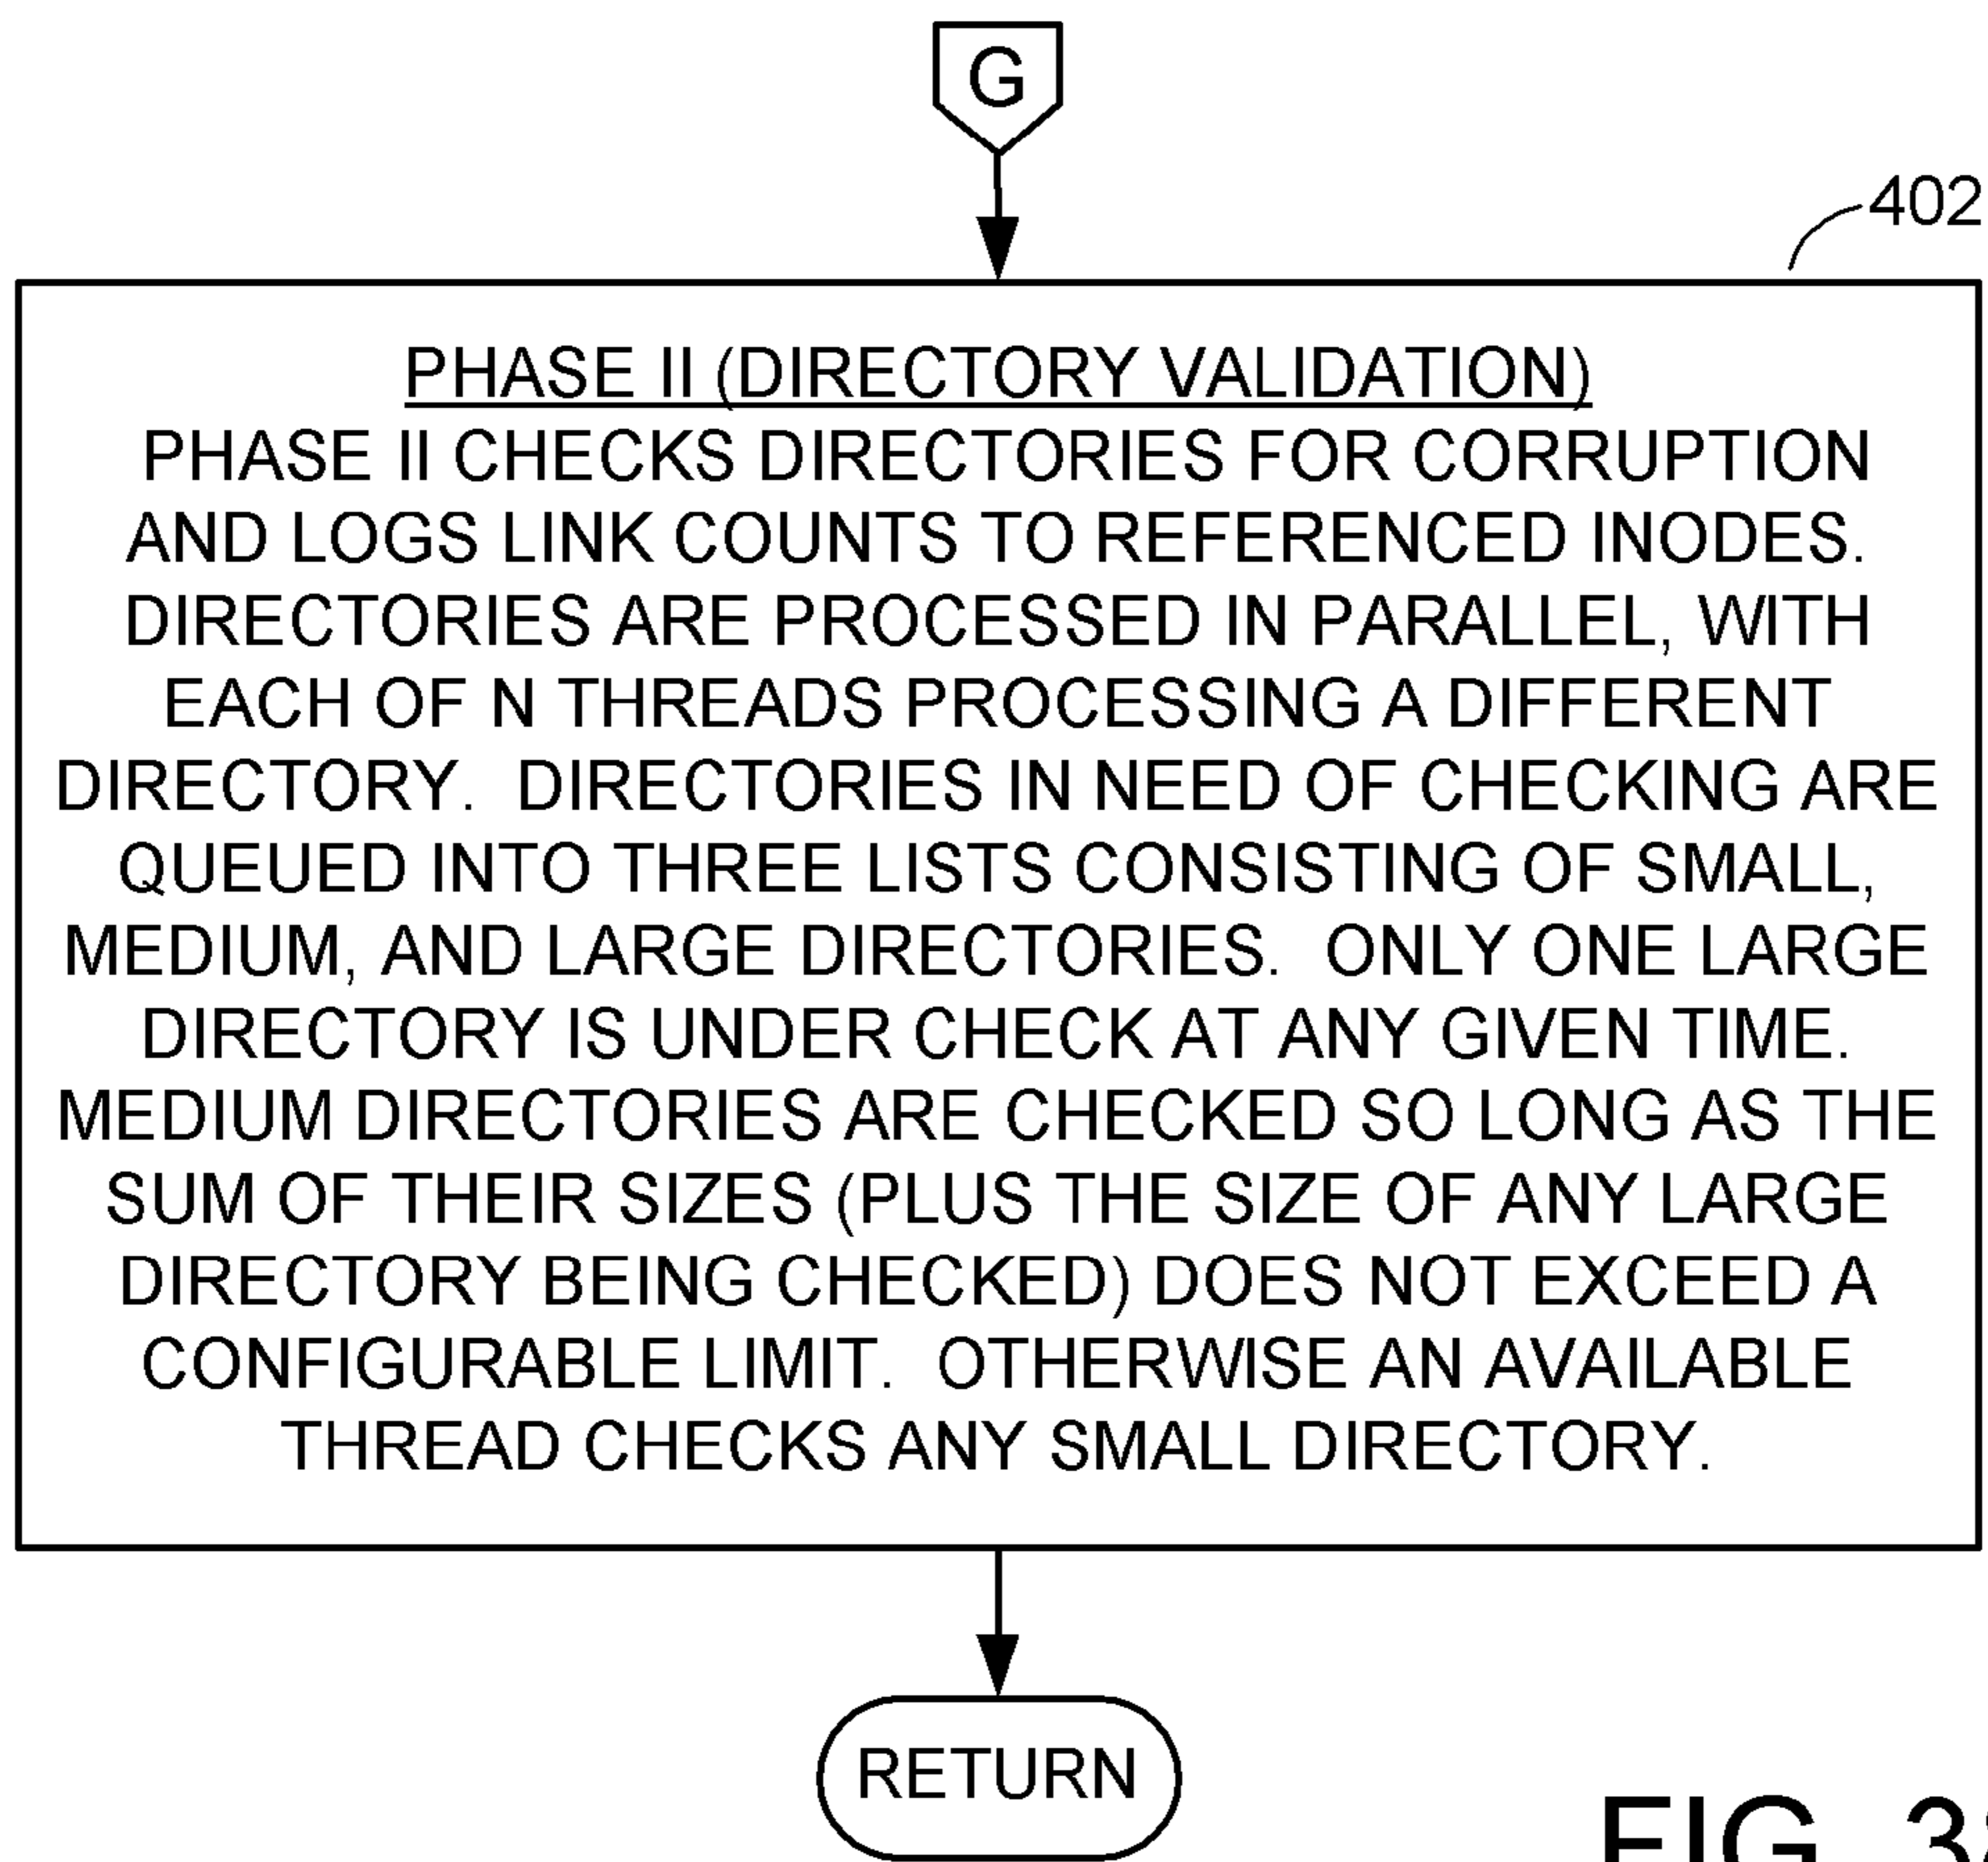 G
402
PHASE II (DIRECTORY VALIDATION)
PHASE II CHECKS DIRECTORIES FOR CORRUPTION
AND LOGS LINK COUNTS TO REFERENCED INODES.
DIRECTORIES ARE PROCESSED IN PARALLEL, WITH
EACH OF N THREADS PROCESSING A DIFFERENT
DIRECTORY. DIRECTORIES IN NEED OF CHECKING ARE
QUEUED INTO THREE LISTS CONSISTING OF SMALL,
MEDIUM, AND LARGE DIRECTORIES. ONLY ONE LARGE
DIRECTORY IS UNDER CHECK AT ANY GIVEN TIME.
MEDIUM DIRECTORIES ARE CHECKED SO LONG AS THE
SUM OF THEIR SIZES (PLUS THE SIZE OF ANY LARGE
DIRECTORY BEING CHECKED) DOES NOT EXCEED A
CONFIGURABLE LIMIT. OTHERWISE AN AVAILABLE
THREAD CHECKS ANY SMALL DIRECTORY.
RETURN
FIG.